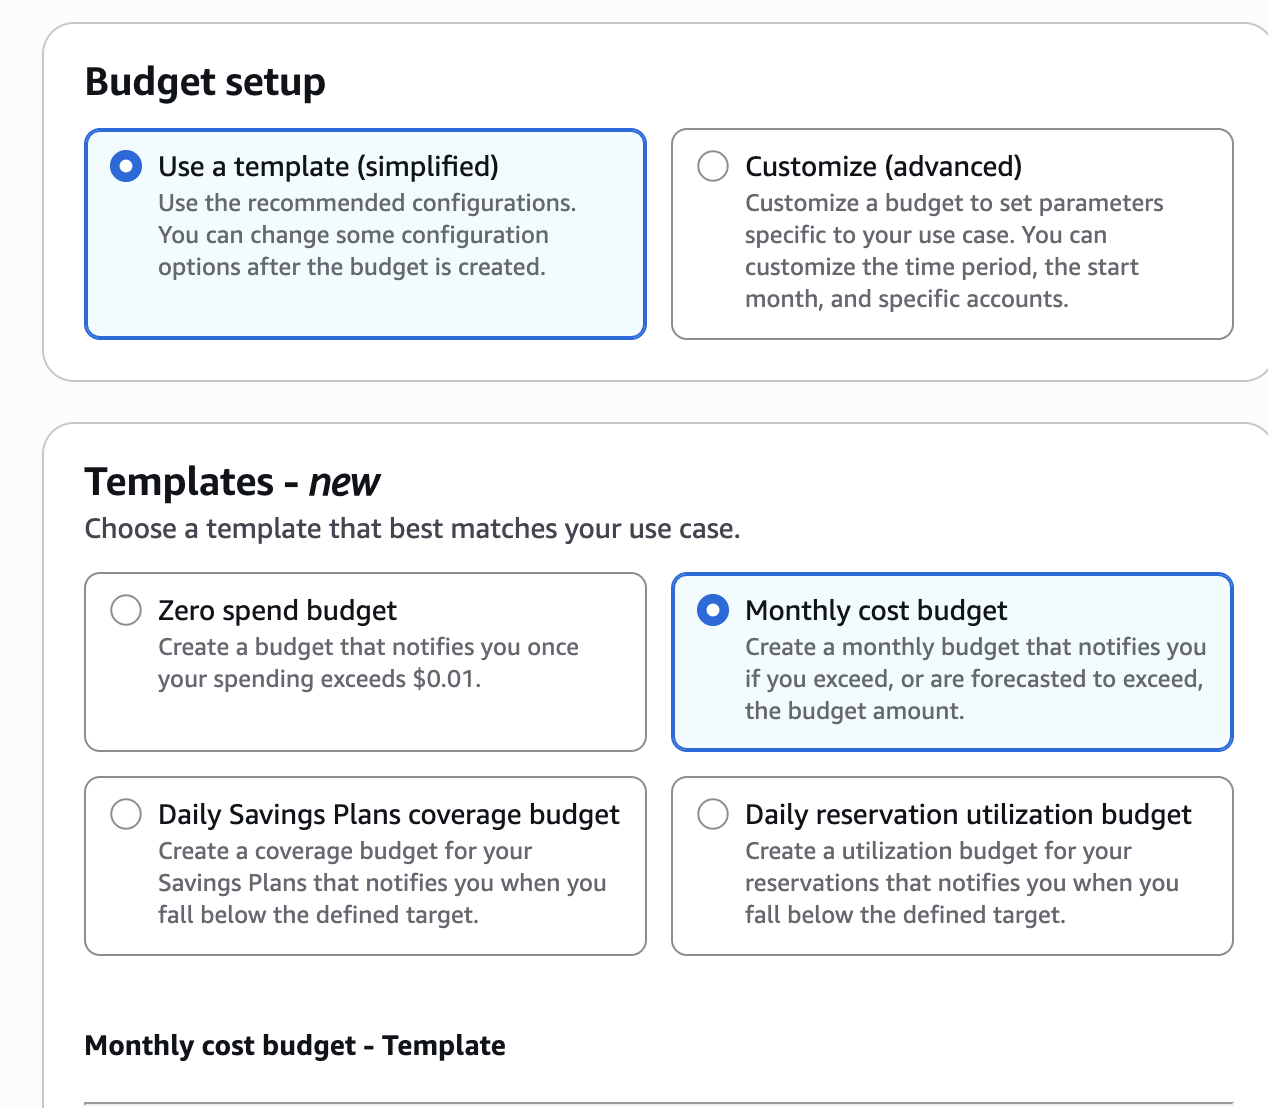 Budget setup
Use a template (simplified)
Use the recommended configurations.
You can change some configuration
options after the budget is created.
Customize (advanced)
Customize a budget to set parameters
specific to your use case. You can
customize the time period, the start
month, and specific accounts.
Templates - new
Choose a template that best matches your use case.
Zero spend budget
Create a budget that notifies you once
your spending exceeds $0.01.
Monthly cost budget
Create a monthly budget that notifies you
if you exceed, or are forecasted to exceed,
the budget amount.
Daily Savings Plans coverage budget
Create a coverage budget for your
Savings Plans that notifies you when you
fall below the defined target.
Daily reservation utilization budget
Create a utilization budget for your
reservations that notifies you when you
fall below the defined target.
Monthly cost budget - Template